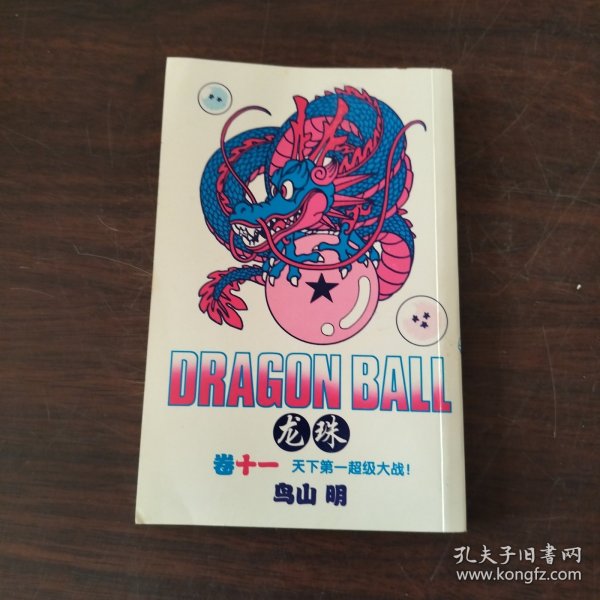 DRAGON BALL
龙珠
卷十一 天下第一超级大战!
鸟山 明
孔夫子旧书网
www.kongfz.com